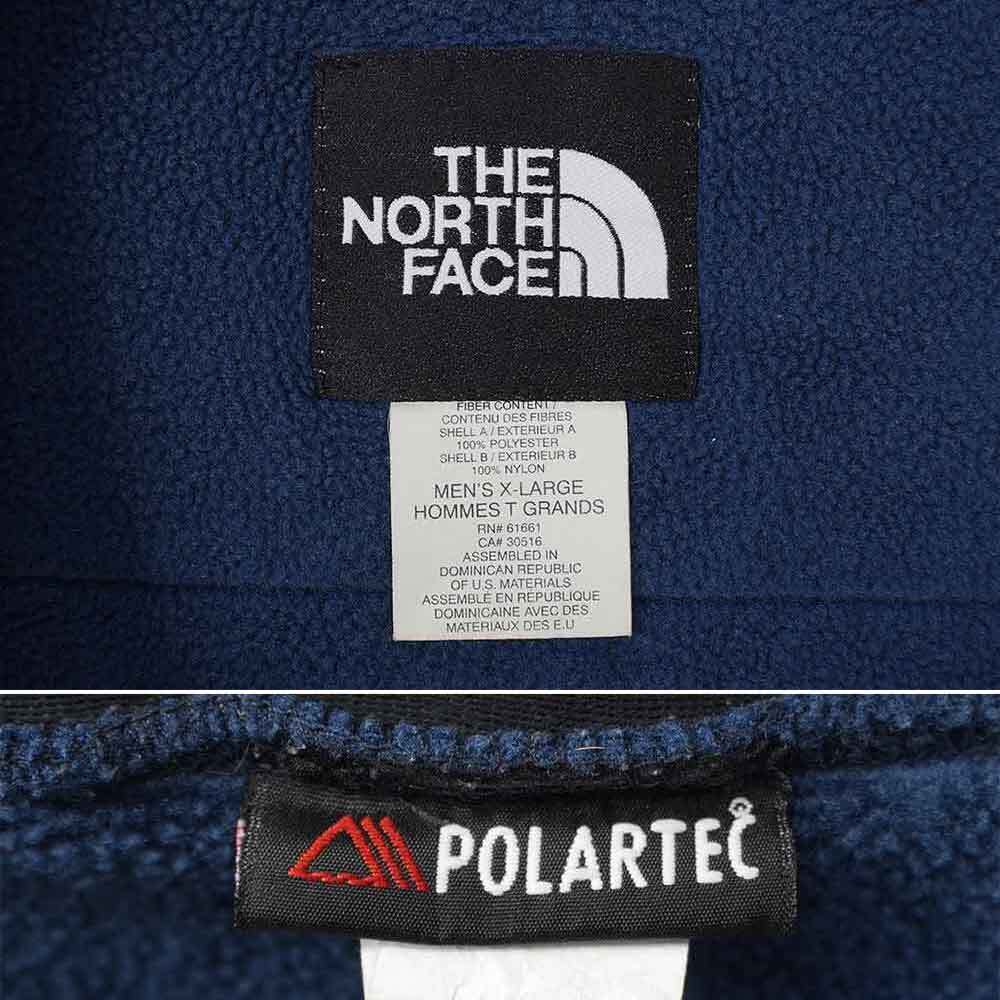 THE
NORTH
FACE
FIBER CONTENT /
CONTENU DES FIBRES
SHELL A / EXTERIEUR A
100% POLYESTER
SHELL B / EXTERIEUR B
100% NYLON
MEN'S X-LARGE
HOMMES T GRANDS
RN# 61661
CA# 30516
ASSEMBLED IN
DOMINICAN REPUBLIC
OF U.S. MATERIALS
ASSEMBLÉ EN REPUBLIQUE
DOMINICAINE AVEC DES
MATERIAUX DES E.U
POLARTEC